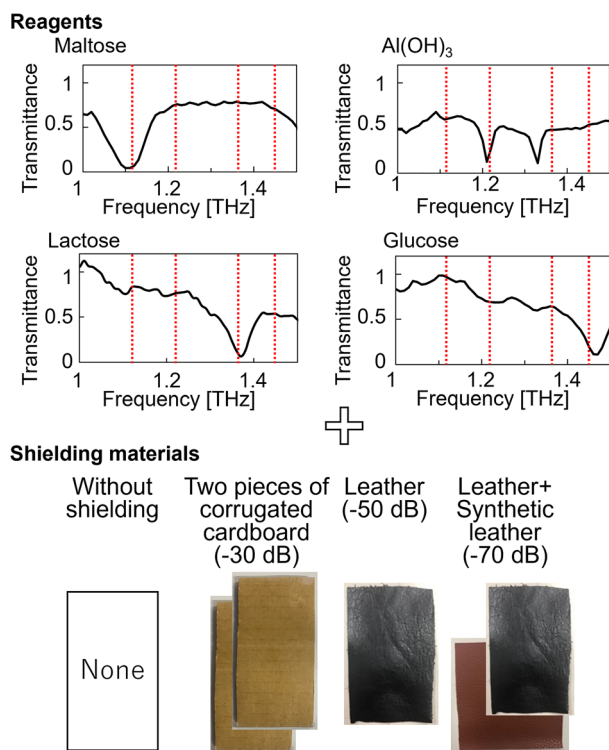 Reagents
Maltose
Transmittance
1
0.5
0
1
1.2
1.4
Frequency [THz]
Al(OH)₃
Transmittance
1
0.5
0
1
1.2
1.4
Frequency [THz]
Lactose
Transmittance
1
0.5
0
1
1.2
1.4
Frequency [THz]
Glucose
Transmittance
1
0.5
0
1
1.2
1.4
Frequency [THz]
Shielding materials
Without
shielding
Two pieces of
corrugated
cardboard
(-30 dB)
Leather
(-50 dB)
Leather+
Synthetic
leather
(-70 dB)
None